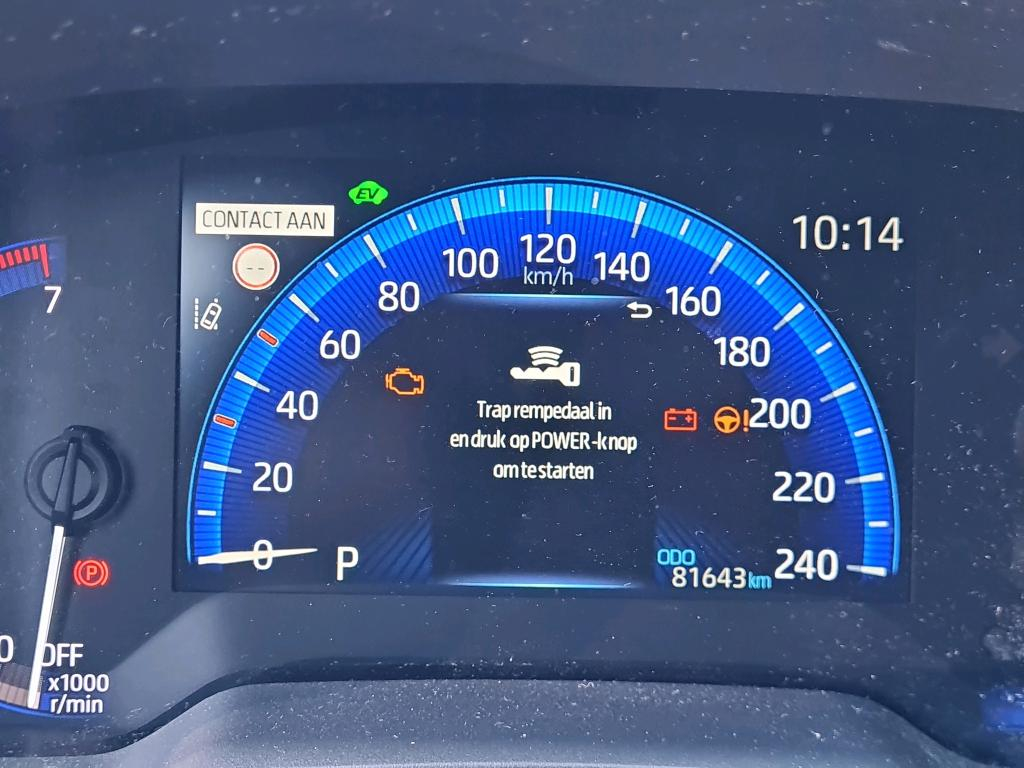 EV
CONTACT AAN
10:14
--
7
0
20
40
60
80
100
120
km/h
140
160
180
200
220
240
Trap rempedaal in
en druk op POWER-knop
om te starten
P
ODO
81643 km
P
0
OFF
x1000
r/min